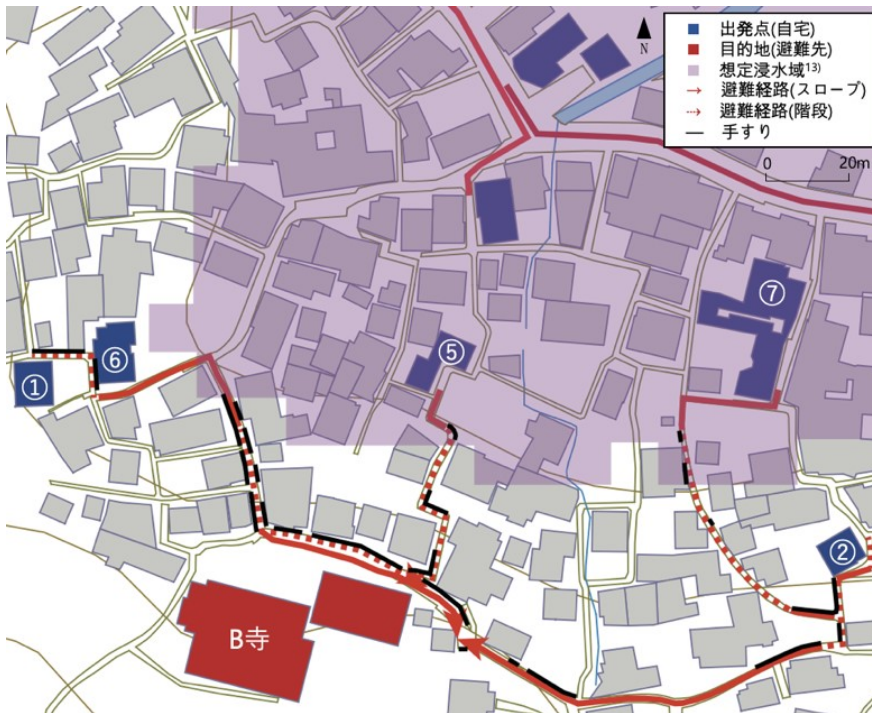 N
出発点(自宅)
目的地(避難先)
想定浸水域¹³⁾
避難経路(スロープ)
避難経路(階段)
手すり
0 20m
⑦
⑤
⑥
①
②
B寺